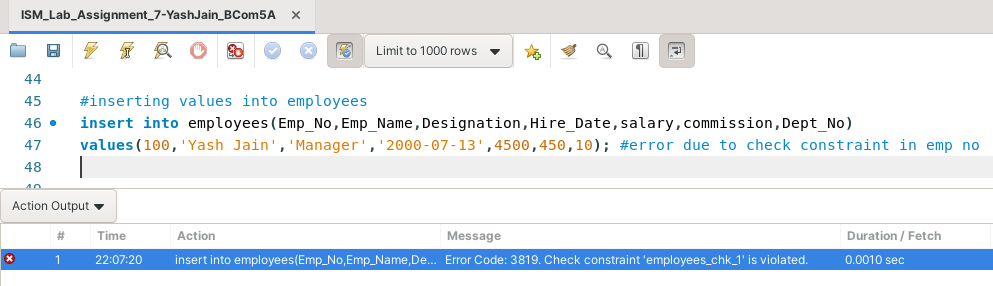 ISM_Lab_Assignment_7-YashJain_BCom5A
Limit to 1000 rows
44
45 #inserting values into employees
46 insert into employees(Emp_No,Emp_Name,Designation,Hire_Date,salary,commission,Dept_No)
47 values(100,'Yash Jain','Manager','2000-07-13',4500,450,10); #error due to check constraint in emp no
48
49
Action Output
# Time Action Message Duration / Fetch
1 22:07:20 insert into employees(Emp_No,Emp_Name,De... Error Code: 3819. Check constraint 'employees_chk_1' is violated. 0.0010 sec